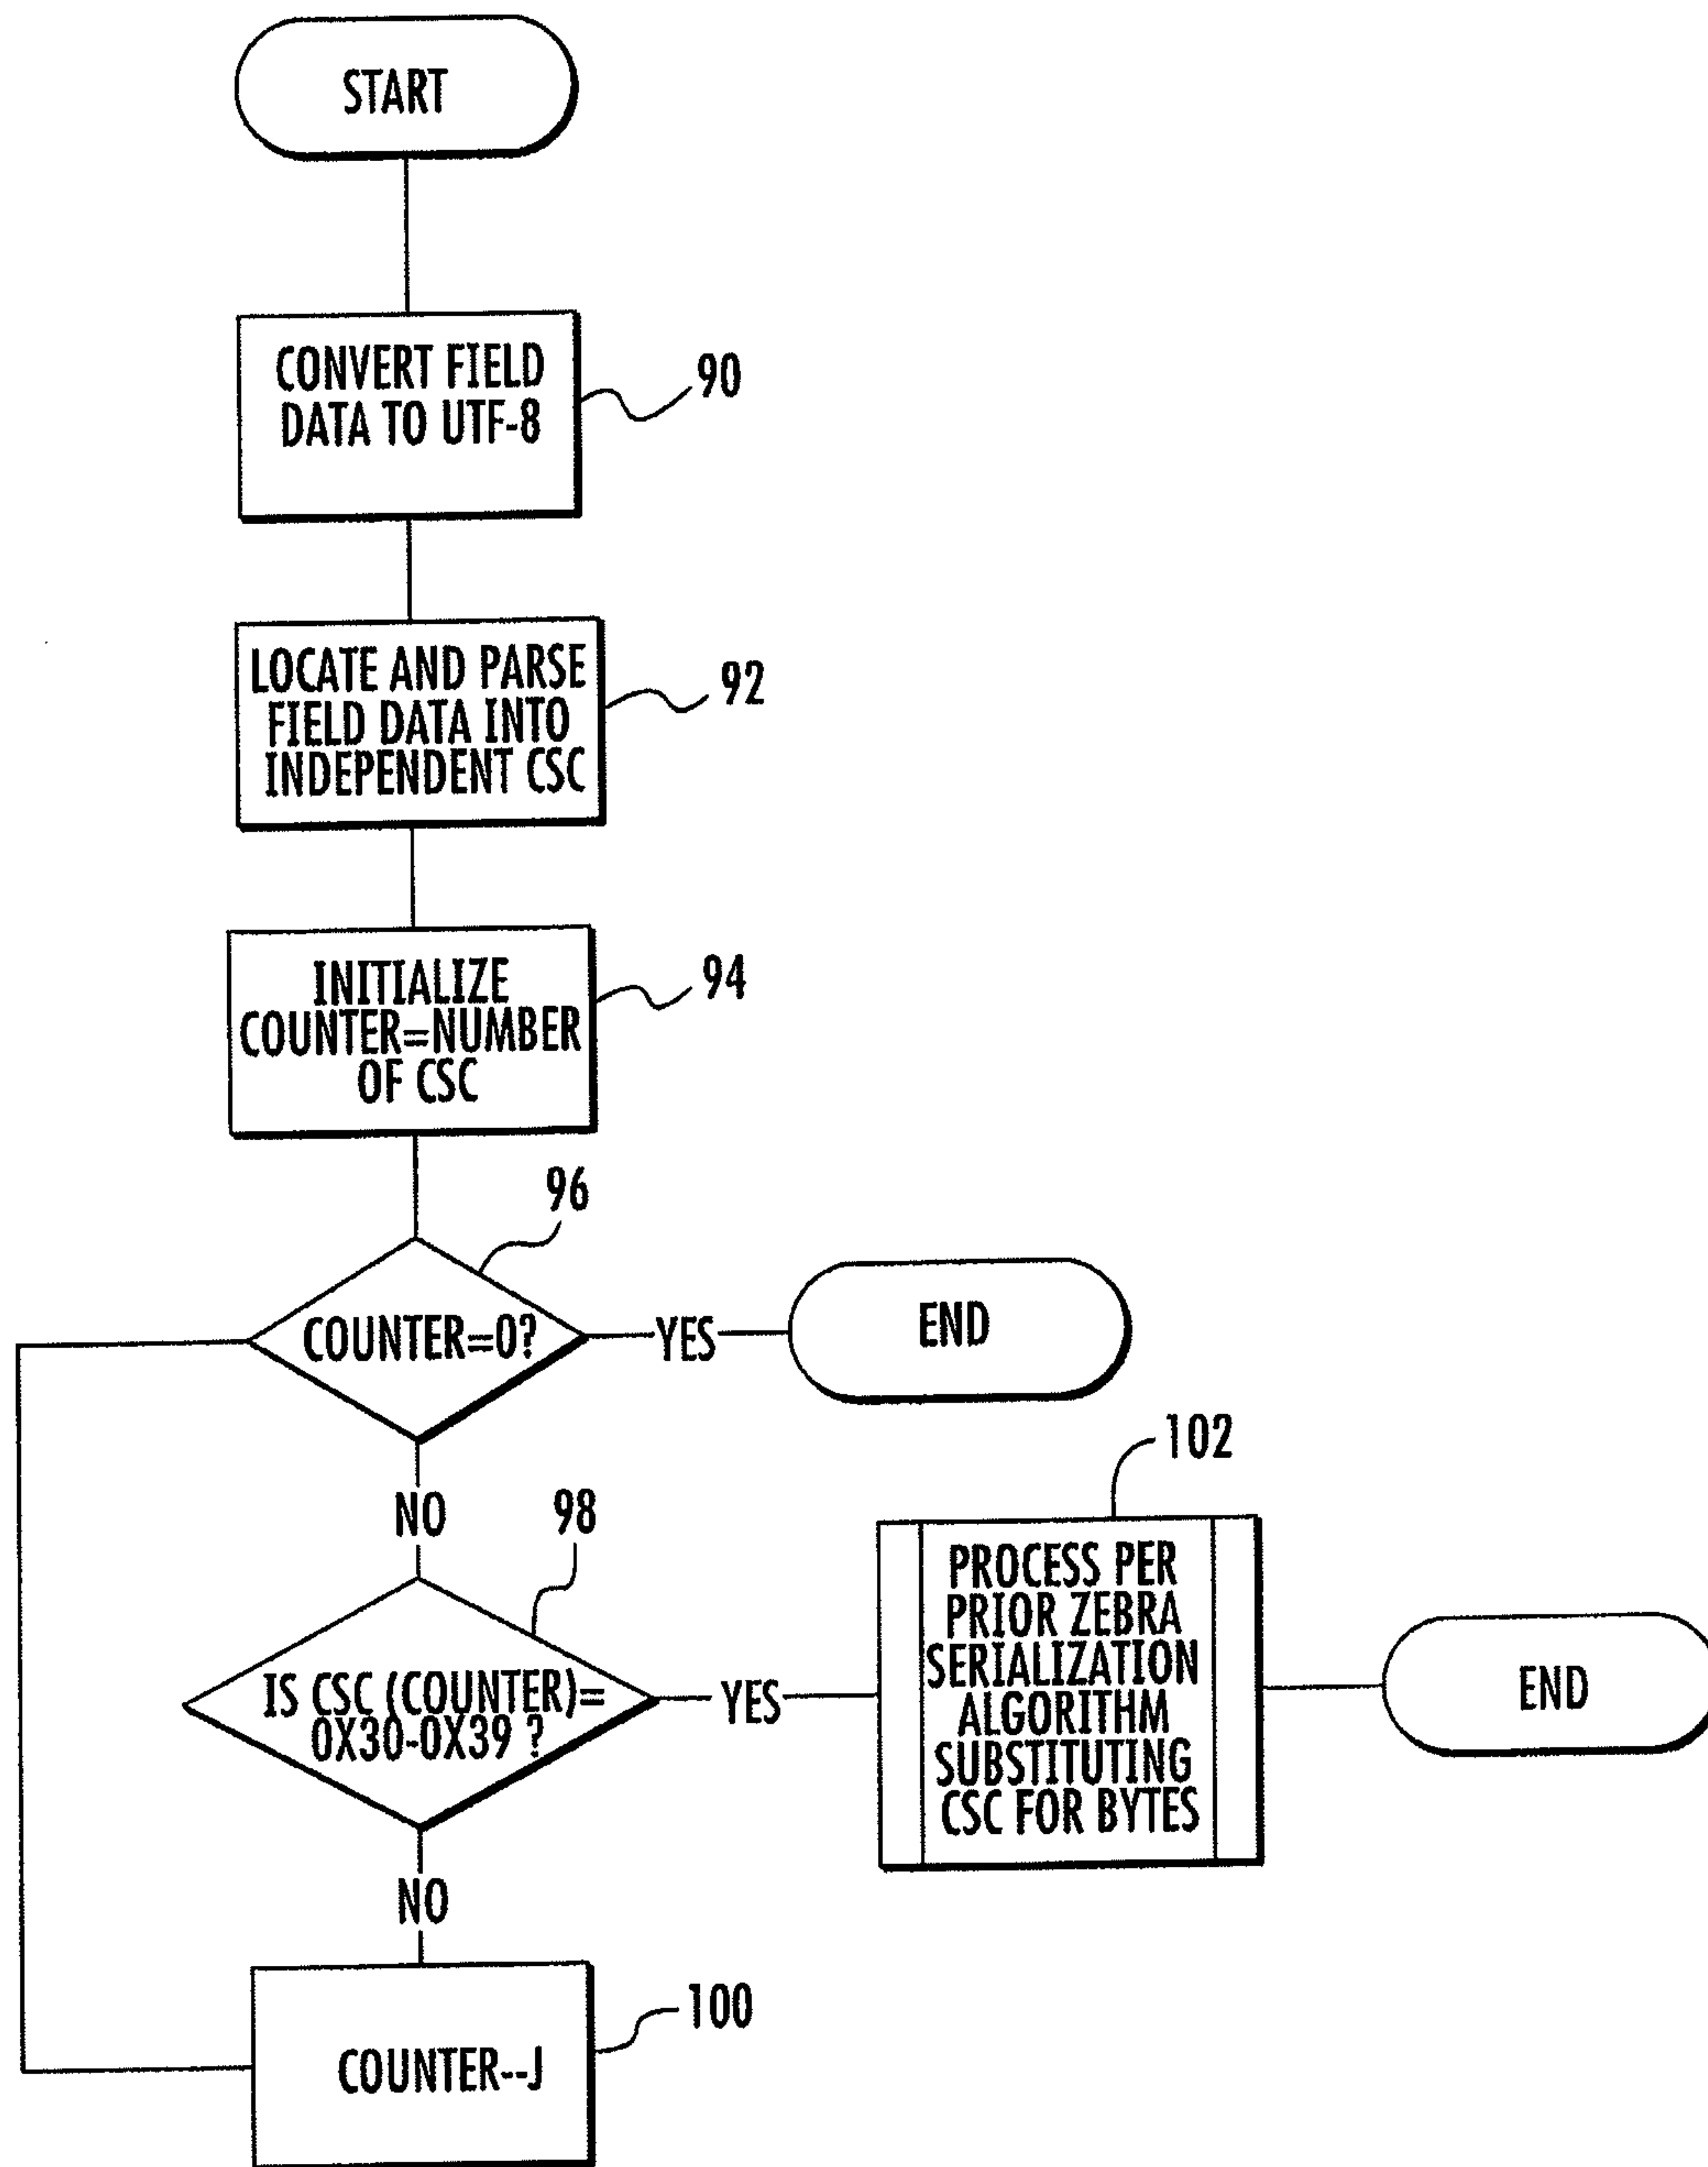 START
CONVERT FIELD
DATA TO UTF-8
90
LOCATE AND PARSE
FIELD DATA INTO
INDEPENDENT CSC
92
INITIALIZE
COUNTER=NUMBER
OF CSC
94
96
COUNTER=0?
YES
END
NO
98
IS CSC (COUNTER)=
0X30-0X39 ?
YES
102
PROCESS PER
PRIOR ZEBRA
SERIALIZATION
ALGORITHM
SUBSTITUTING
CSC FOR BYTES
END
NO
100
COUNTER--J